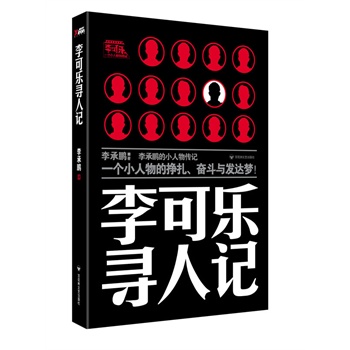 李可乐寻人记
李承鹏
李承鹏 李承鹏的小人物传记
一个小人物的挣扎、奋斗与发达梦!
李可乐
寻人记